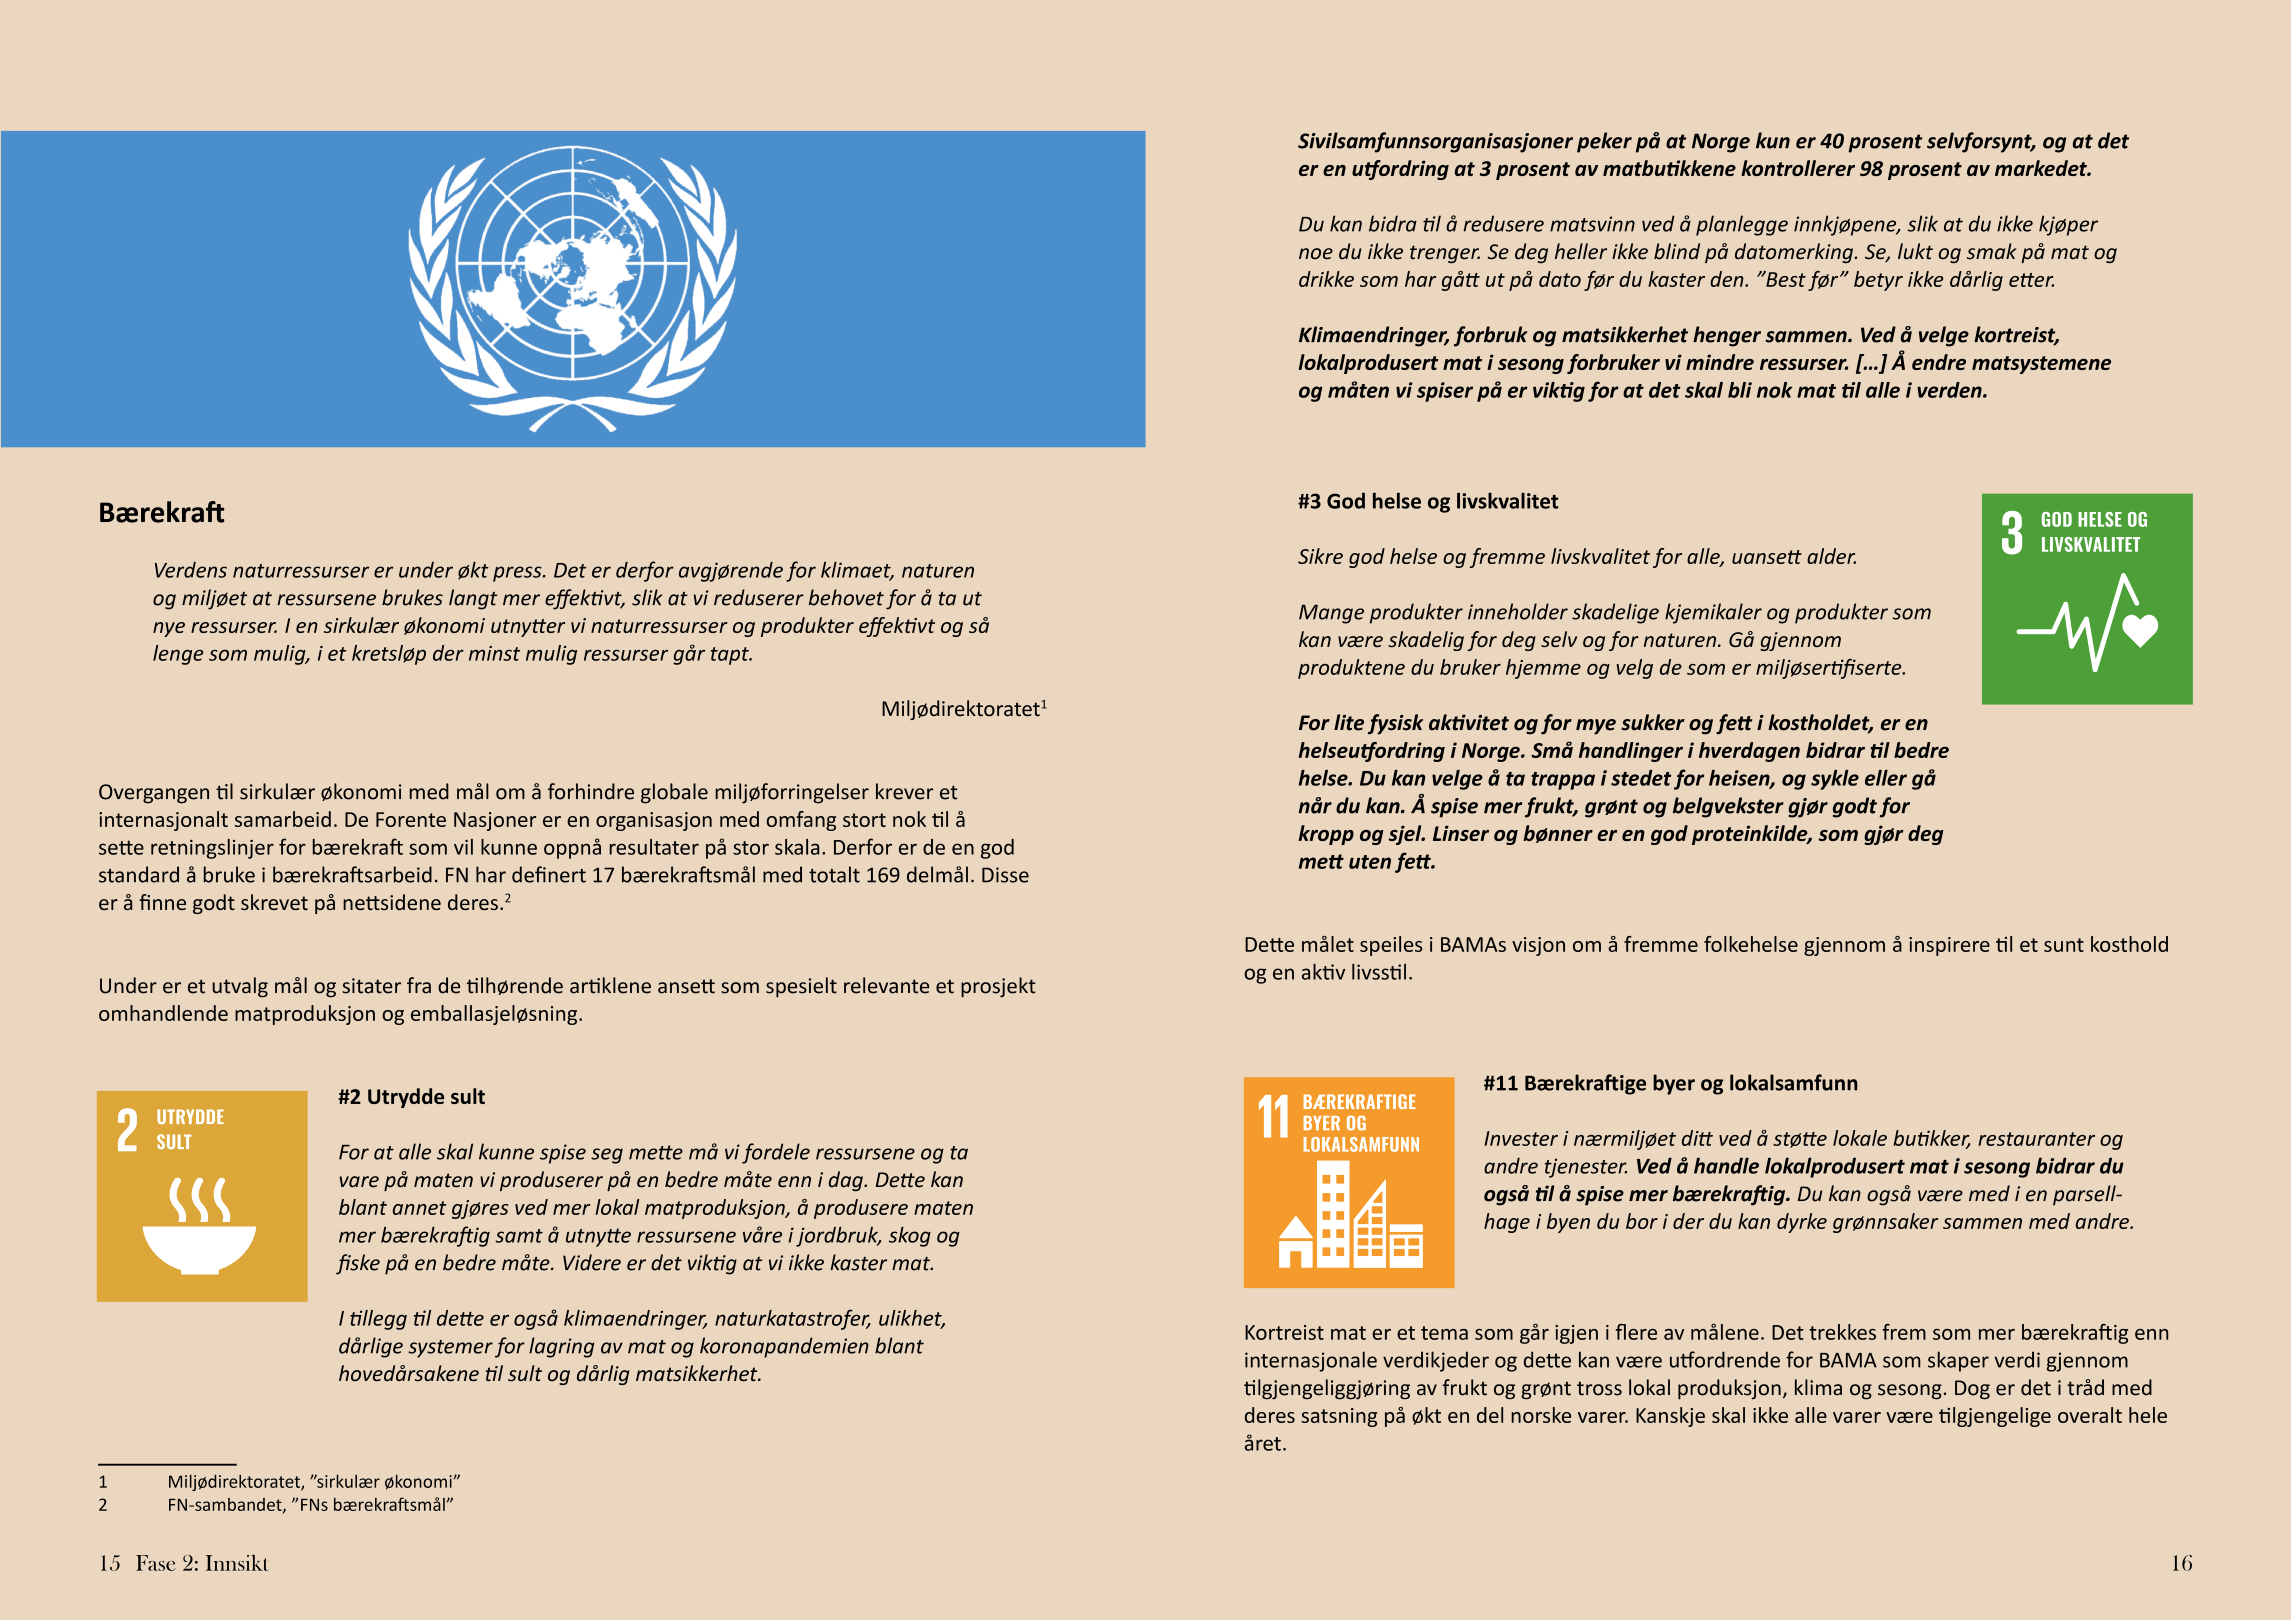 Bærekraft
Verdens naturressurser er under økt press. Det er derfor avgjørende for klimaet, naturen
og miljøet at ressursene brukes langt mer effektivt, slik at vi reduserer behovet for å ta ut
nye ressurser. I en sirkulær økonomi utnytter vi naturressurser og produkter effektivt og så
lenge som mulig, i et kretsløp der minst mulig ressurser går tapt.
Miljødirektoratet1
Overgangen til sirkulær økonomi med mål om å forhindre globale miljøforringelser krever et
internasjonalt samarbeid. De Forente Nasjoner er en organisasjon med omfang stort nok til å
sette retningslinjer for bærekraft som vil kunne oppnå resultater på stor skala. Derfor er de en god
standard å bruke i bærekraftsarbeid. FN har definert 17 bærekraftsmål med totalt 169 delmål. Disse
er å finne godt skrevet på nettsidene deres.2
Under er et utvalg mål og sitater fra de tilhørende artiklene ansett som spesielt relevante et prosjekt
omhandlende matproduksjon og emballasjeløsning.
2 UTRYDDE
SULT
#2 Utrydde sult
For at alle skal kunne spise seg mette må vi fordele ressursene og ta
vare på maten vi produserer på en bedre måte enn i dag. Dette kan
blant annet gjøres ved mer lokal matproduksjon, å produsere maten
mer bærekraftig samt å utnytte ressursene våre i jordbruk, skog og
fiske på en bedre måte. Videre er det viktig at vi ikke kaster mat.
I tillegg til dette er også klimaendringer, naturkatastrofer, ulikhet,
dårlige systemer for lagring av mat og koronapandemien blant
hovedårsakene til sult og dårlig matsikkerhet.
1 Miljødirektoratet, ”sirkulær økonomi”
2 FN-sambandet, ”FNs bærekraftsmål”
15 Fase 2: Innsikt
Sivilsamfunnsorganisasjoner peker på at Norge kun er 40 prosent selvforsynt, og at det
er en utfordring at 3 prosent av matbutikkene kontrollerer 98 prosent av markedet.
Du kan bidra til å redusere matsvinn ved å planlegge innkjøpene, slik at du ikke kjøper
noe du ikke trenger. Se deg heller ikke blind på datomerking. Se, lukt og smak på mat og
drikke som har gått ut på dato før du kaster den. ”Best før” betyr ikke dårlig etter.
Klimaendringer, forbruk og matsikkerhet henger sammen. Ved å velge kortreist,
lokalprodusert mat i sesong forbruker vi mindre ressurser. [...] Å endre matsystemene
og måten vi spiser på er viktig for at det skal bli nok mat til alle i verden.
#3 God helse og livskvalitet
Sikre god helse og fremme livskvalitet for alle, uansett alder.
Mange produkter inneholder skadelige kjemikaler og produkter som
kan være skadelig for deg selv og for naturen. Gå gjennom
produktene du bruker hjemme og velg de som er miljøsertifiserte.
For lite fysisk aktivitet og for mye sukker og fett i kostholdet, er en
helseutfordring i Norge. Små handlinger i hverdagen bidrar til bedre
helse. Du kan velge å ta trappa i stedet for heisen, og sykle eller gå
når du kan. Å spise mer frukt, grønt og belgvekster gjør godt for
kropp og sjel. Linser og bønner er en god proteinkilde, som gjør deg
mett uten fett.
3 GOD HELSE OG
LIVSKVALITET
Dette målet speiles i BAMAs visjon om å fremme folkehelse gjennom å inspirere til et sunt kosthold
og en aktiv livsstil.
11 BÆREKRAFTIGE
BYER OG
LOKALSAMFUNN
#11 Bærekraftige byer og lokalsamfunn
Invester i nærmiljøet ditt ved å støtte lokale butikker, restauranter og
andre tjenester. Ved å handle lokalprodusert mat i sesong bidrar du
også til å spise mer bærekraftig. Du kan også være med i en parsell-
hage i byen du bor i der du kan dyrke grønnsaker sammen med andre.
Kortreist mat er et tema som går igjen i flere av målene. Det trekkes frem som mer bærekraftig enn
internasjonale verdikjeder og dette kan være utfordrende for BAMA som skaper verdi gjennom
tilgjengeliggjøring av frukt og grønt tross lokal produksjon, klima og sesong. Dog er det i tråd med
deres satsning på økt en del norske varer. Kanskje skal ikke alle varer være tilgjengelige overalt hele
året.
16